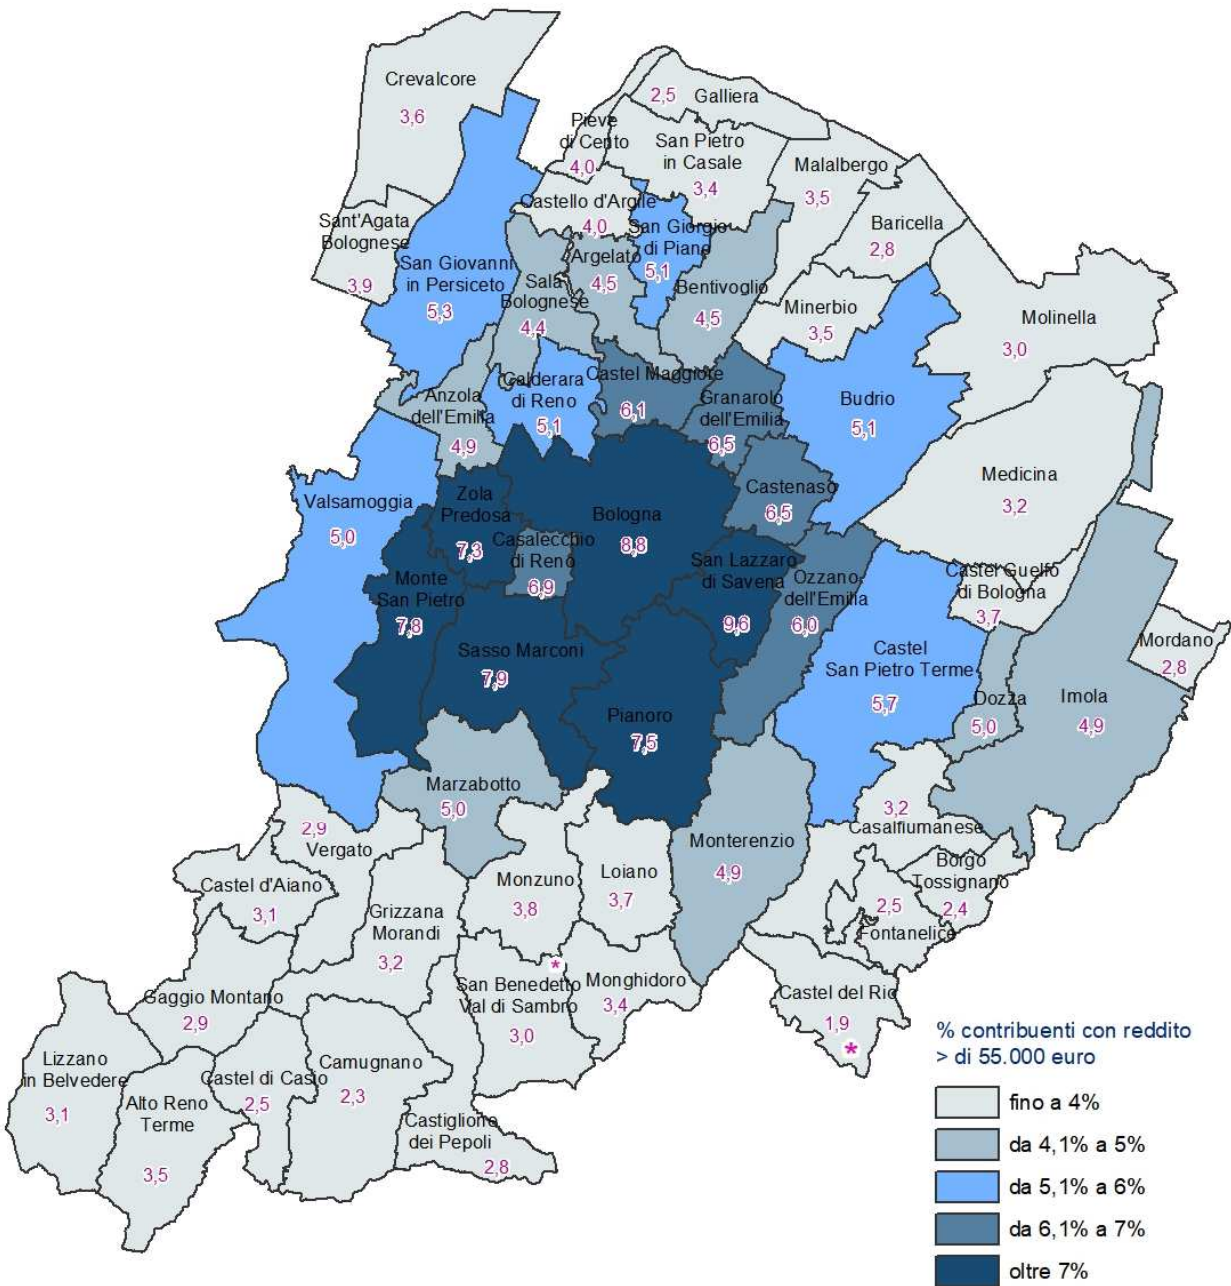 Crevalcore
3,6
2,5
Galliera
Pieve
di Cento
4,0
San Pietro
in Casale
3,4
Malalbergo
3,5
Baricella
2,8
Castello d'Argile
4,0
Sant'Agata
Bolognese
3,9
San Giovanni
in Persiceto
5,3
San Giorgio
di Piano
5,1
Argelato
4,5
Sala
Bolognese
4,4
Bentivoglio
4,5
Minerbio
3,5
Molinella
3,0
Anzola
dell'Emilia
4,9
Calderara
di Reno
5,1
Castel Maggiore
6,1
Granarolo
dell'Emilia
6,5
Budrio
5,1
Medicina
3,2
Valsamoggia
5,0
Zola
Predosa
7,3
Bologna
8,8
Castenaso
6,5
Casalecchio
di Reno
6,9
Monte
San Pietro
7,8
San Lazzaro
di Savena
9,6
Ozzano
dell'Emilia
6,0
Castel Guelfo
di Bologna
3,7
Mordano
2,8
Sasso Marconi
7,9
Castel
San Pietro Terme
5,7
Dozza
5,0
Imola
4,9
Pianoro
7,5
Marzabotto
5,0
2,9
Vergato
3,2
Casalfiumanese
Monterenzio
4,9
Borgo
Tossignano
2,4
2,5
Fontanelice
Castel d'Aiano
3,1
Monzuno
3,8
Loiano
3,7
Grizzana
Morandi
3,2
*
San Benedetto
Val di Sambro
3,0
Monghidoro
3,4
Castel del Rio
1,9
*
Gaggio Montano
2,9
Lizzano
in Belvedere
3,1
Castel di Casio
2,5
Camugnano
2,3
Alto Reno
Terme
3,5
Castiglione
dei Pepoli
2,8
% contribuenti con reddito
> di 55.000 euro
fino a 4%
da 4,1% a 5%
da 5,1% a 6%
da 6,1% a 7%
oltre 7%